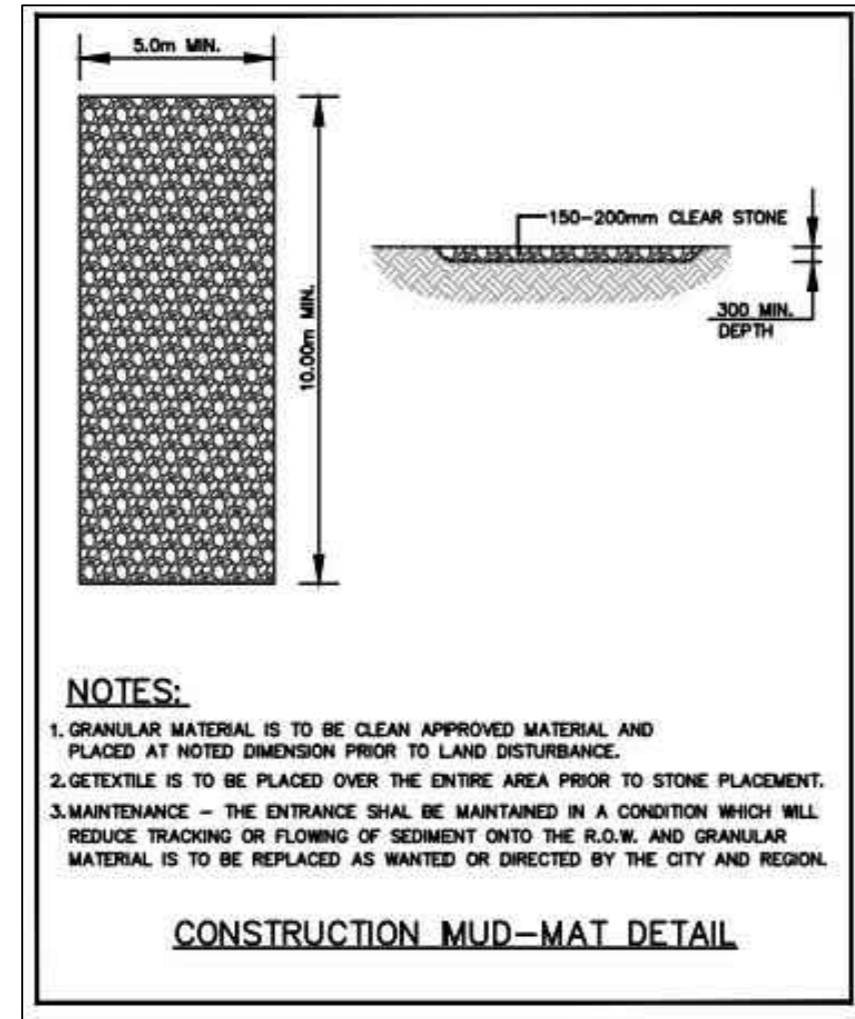 5.0m MIN.
10.00m MIN.
150-200mm CLEAR STONE
300 MIN.
DEPTH
NOTES:
1. GRANULAR MATERIAL IS TO BE CLEAN APPROVED MATERIAL AND
PLACED AT NOTED DIMENSION PRIOR TO LAND DISTURBANCE.
2. GETEXTILE IS TO BE PLACED OVER THE ENTIRE AREA PRIOR TO STONE PLACEMENT.
3. MAINTENANCE - THE ENTRANCE SHAL BE MAINTAINED IN A CONDITION WHICH WILL
REDUCE TRACKING OR FLOWING OF SEDIMENT ONTO THE R.O.W. AND GRANULAR
MATERIAL IS TO BE REPLACED AS WANTED OR DIRECTED BY THE CITY AND REGION.
CONSTRUCTION MUD-MAT DETAIL